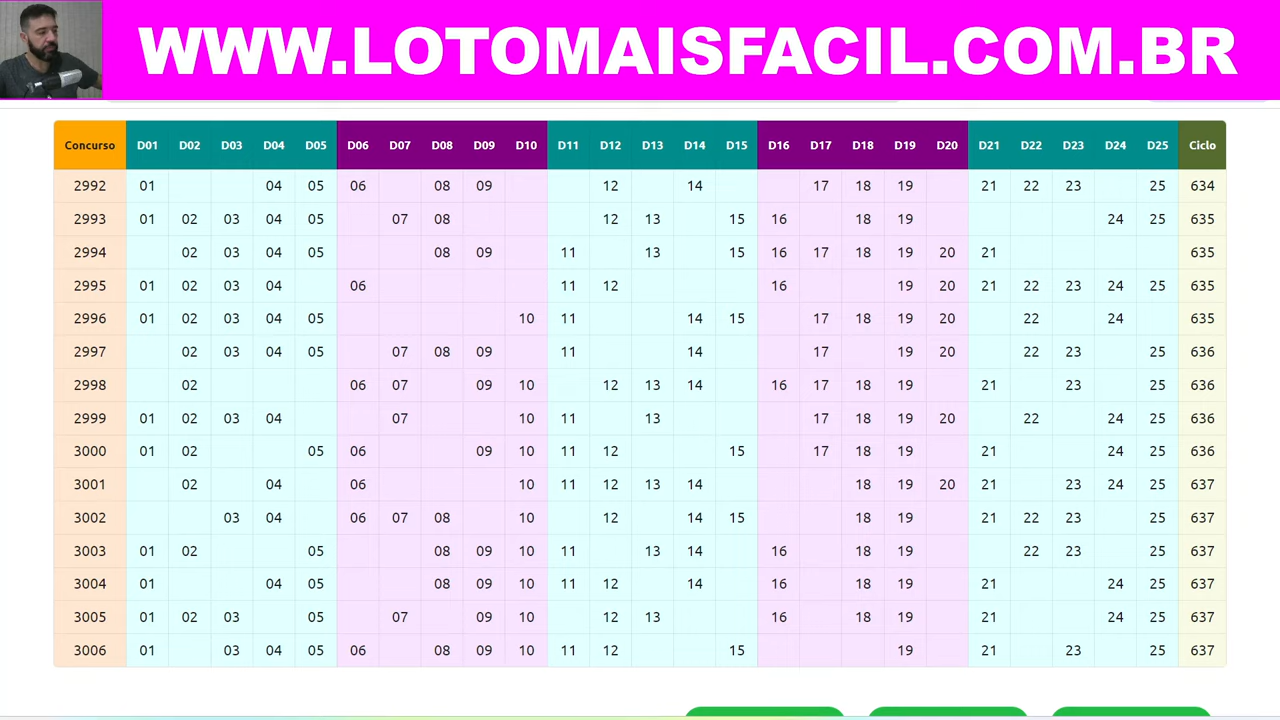 WWW.LOTOMAISFACIL.COM.BR
Concurso D01 D02 D03 D04 D05 D06 D07 D08 D09 D10 D11 D12 D13 D14 D15 D16 D17 D18 D19 D20 D21 D22 D23 D24 D25 Ciclo
2992 01 04 05 06 08 09 12 14 17 18 19 21 22 23 25 634
2993 01 02 03 04 05 07 08 12 13 15 16 18 19 24 25 635
2994 02 03 04 05 08 09 11 13 15 16 17 18 19 20 21 635
2995 01 02 03 04 06 11 12 16 19 20 21 22 23 24 25 635
2996 01 02 03 04 05 10 11 14 15 17 18 19 20 22 24 635
2997 02 03 04 05 07 08 09 11 14 17 19 20 22 23 25 636
2998 02 06 07 09 10 12 13 14 16 17 18 19 21 23 25 636
2999 01 02 03 04 07 10 11 13 17 18 19 20 22 24 25 636
3000 01 02 05 06 09 10 11 12 15 17 18 19 21 24 25 636
3001 02 04 06 10 11 12 13 14 18 19 20 21 23 24 25 637
3002 03 04 06 07 08 10 12 14 15 18 19 21 22 23 25 637
3003 01 02 05 08 09 10 11 13 14 16 18 19 22 23 25 637
3004 01 04 05 08 09 10 11 12 14 16 18 19 21 24 25 637
3005 01 02 03 05 07 09 10 12 13 16 18 19 21 24 25 637
3006 01 03 04 05 06 08 09 10 11 12 15 19 21 23 25 637